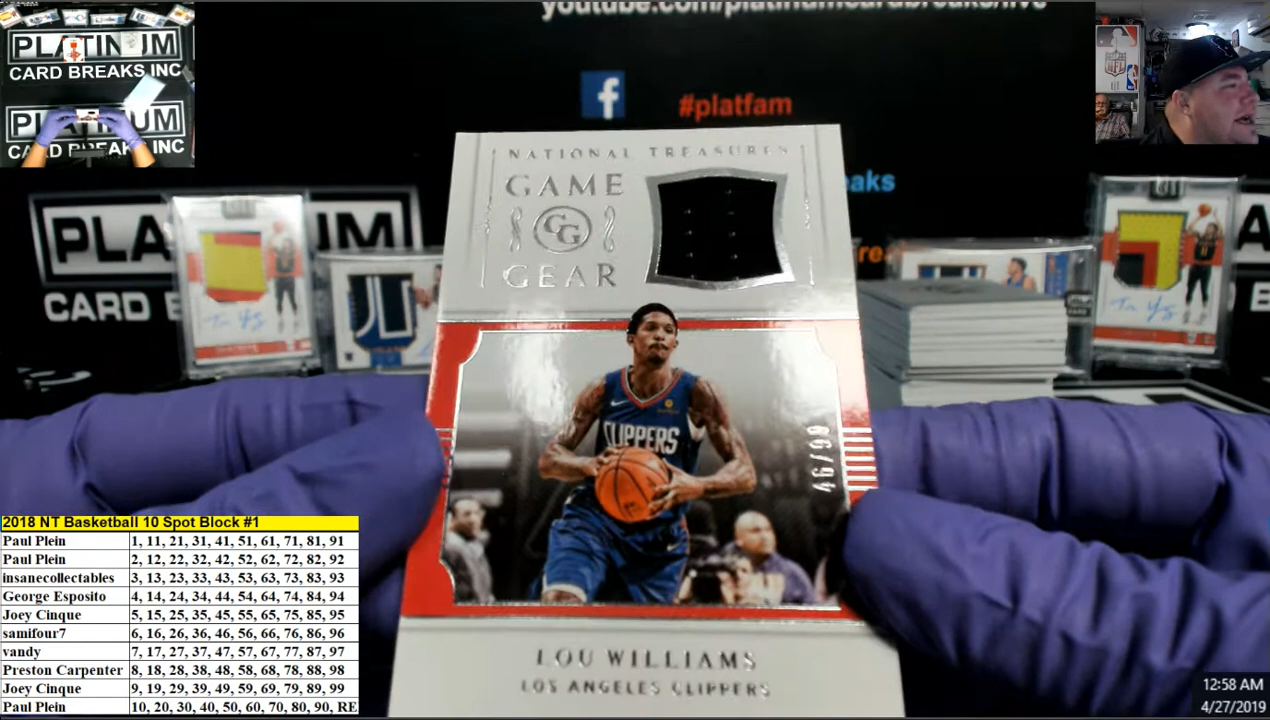 youtube.com/platinumcardbreakslive
PLATINUM
CARD BREAKS INC
PLATINUM
CARD BREAKS INC
#platfam
NATIONAL TREASURES
GAME
GG
GEAR
PLA
CARD
46/99
CLIPPERS
LOU WILLIAMS
LOS ANGELES CLIPPERS
2018 NT Basketball 10 Spot Block #1
Paul Plein 1, 11, 21, 31, 41, 51, 61, 71, 81, 91
Paul Plein 2, 12, 22, 32, 42, 52, 62, 72, 82, 92
insanecollectables 3, 13, 23, 33, 43, 53, 63, 73, 83, 93
George Esposito 4, 14, 24, 34, 44, 54, 64, 74, 84, 94
Joey Cinque 5, 15, 25, 35, 45, 55, 65, 75, 85, 95
samifour7 6, 16, 26, 36, 46, 56, 66, 76, 86, 96
vandy 7, 17, 27, 37, 47, 57, 67, 77, 87, 97
Preston Carpenter 8, 18, 28, 38, 48, 58, 68, 78, 88, 98
Joey Cinque 9, 19, 29, 39, 49, 59, 69, 79, 89, 99
Paul Plein 10, 20, 30, 40, 50, 60, 70, 80, 90, RE
12:58 AM
4/27/2019